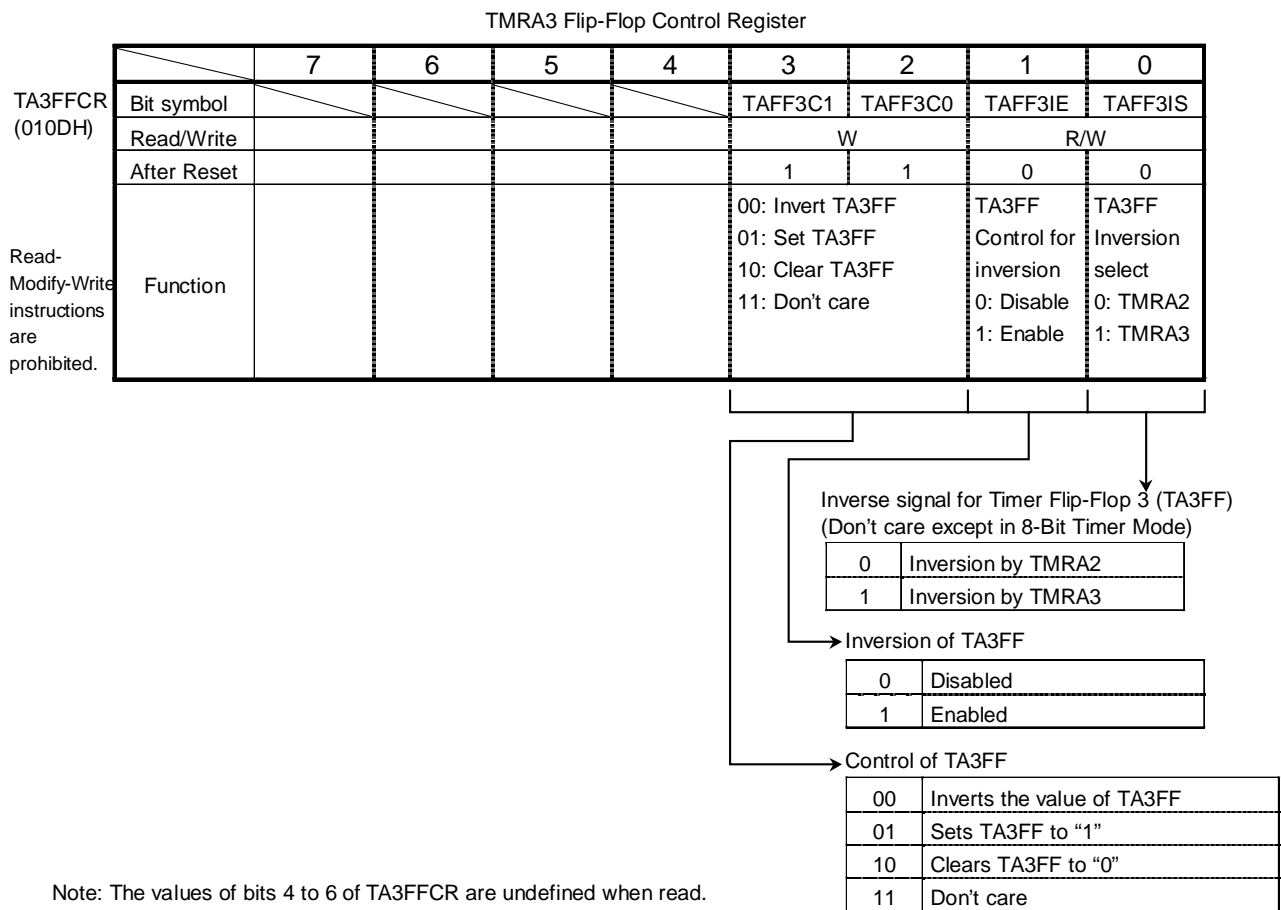 TMRA3 Flip-Flop Control Register
7 6 5 4 3 2 1 0
TA3FFCR
(010DH)
Bit symbol TAFF3C1 TAFF3C0 TAFF3IE TAFF3IS
Read/Write W R/W
After Reset 1 1 0 0
Read-
Modify-Write
instructions
are
prohibited.
Function
00: Invert TA3FF
01: Set TA3FF
10: Clear TA3FF
11: Don't care
TA3FF
Control for
inversion
0: Disable
1: Enable
TA3FF
Inversion
select
0: TMRA2
1: TMRA3
Inverse signal for Timer Flip-Flop 3 (TA3FF)
(Don't care except in 8-Bit Timer Mode)
0 Inversion by TMRA2
1 Inversion by TMRA3
Inversion of TA3FF
0 Disabled
1 Enabled
Control of TA3FF
00 Inverts the value of TA3FF
01 Sets TA3FF to “1”
10 Clears TA3FF to “0”
11 Don't care
Note: The values of bits 4 to 6 of TA3FFCR are undefined when read.